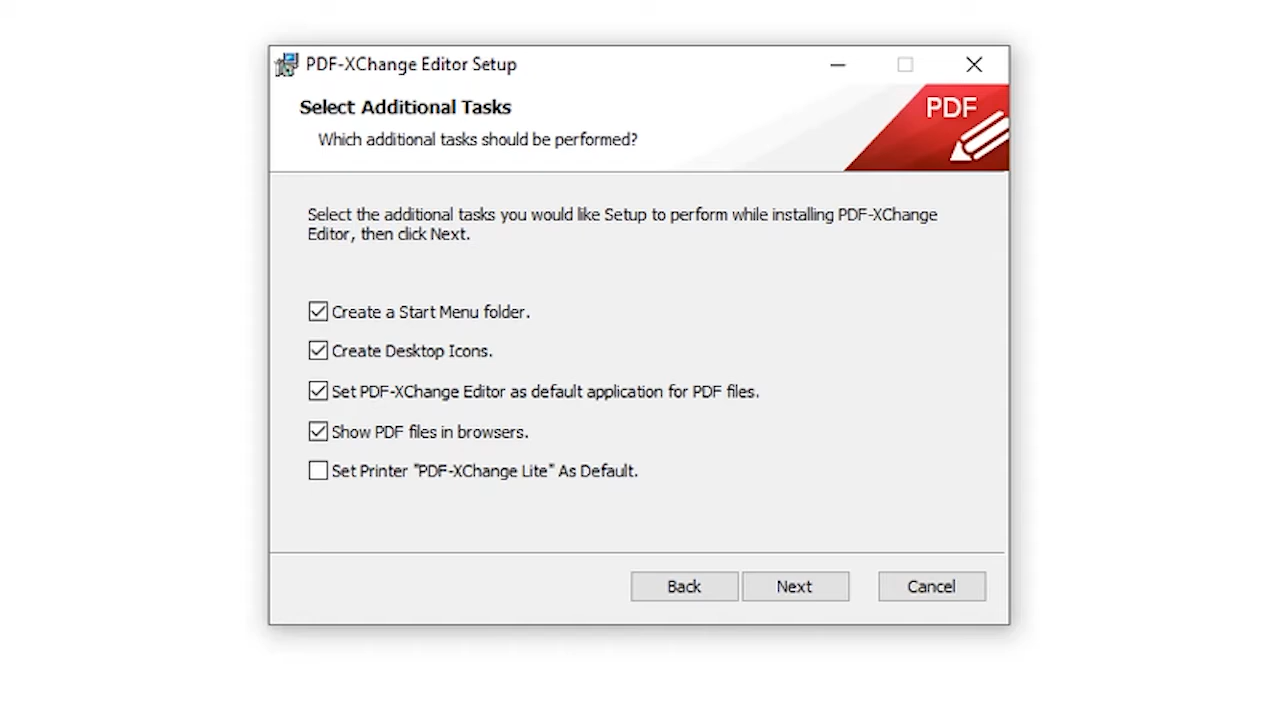 PDF-XChange Editor Setup
Select Additional Tasks
Which additional tasks should be performed?
PDF
Select the additional tasks you would like Setup to perform while installing PDF-XChange
Editor, then click Next.
Create a Start Menu folder.
Create Desktop Icons.
Set PDF-XChange Editor as default application for PDF files.
Show PDF files in browsers.
Set Printer "PDF-XChange Lite" As Default.
Back Next Cancel